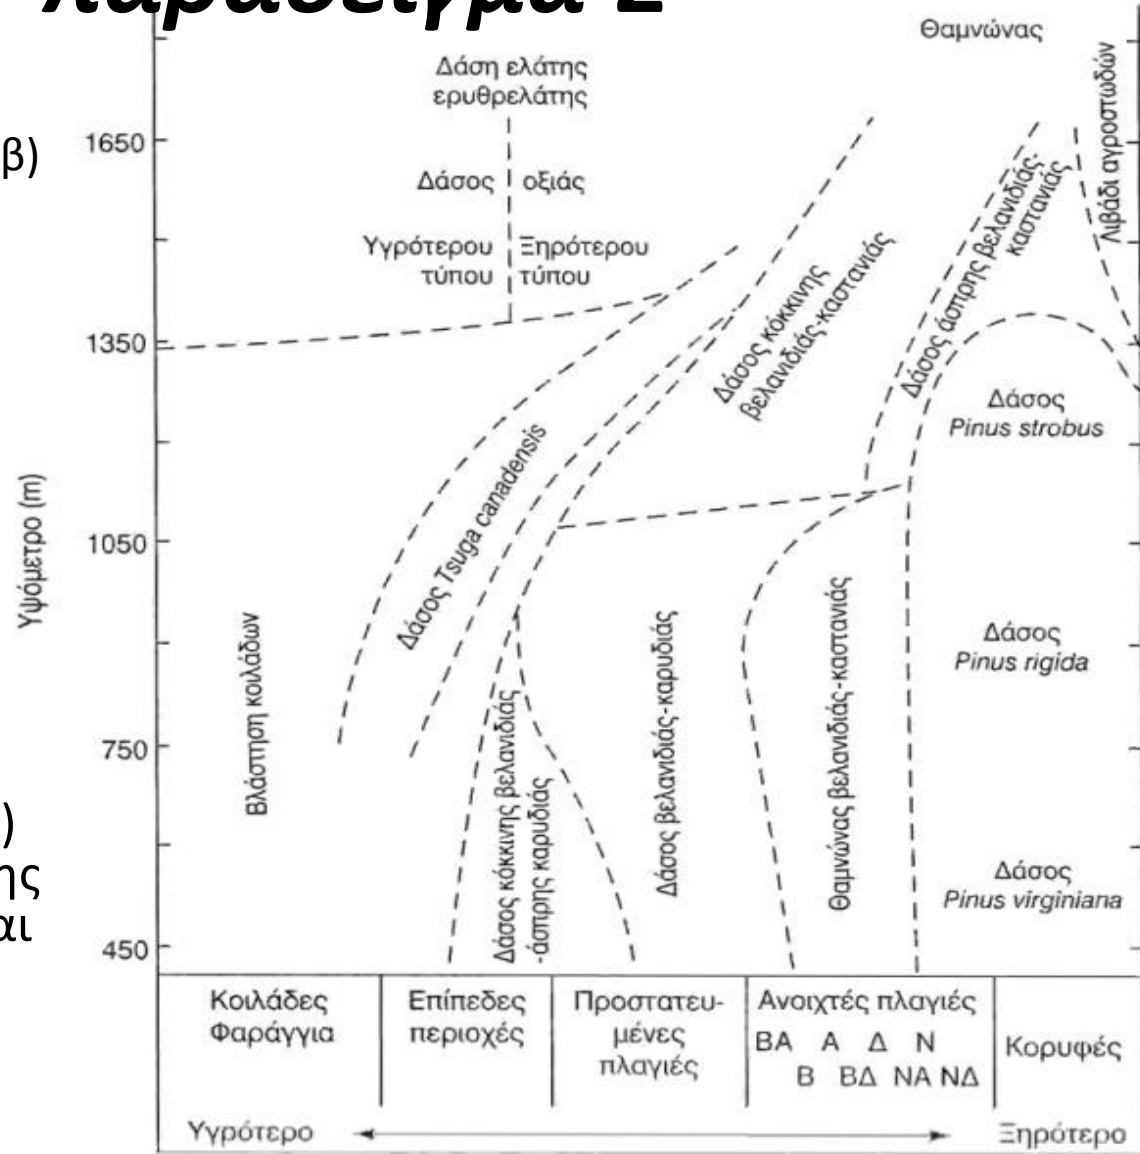 παράδειγμα 2
β)
)
ης
αι
Θαμνώνας
Δάση ελάτης
ερυθρελάτης
Δάσος οξιάς
Υγρότερου Ξηρότερου
τύπου τύπου
Λιβάδι αγροστωδών
Δάσος άσπρης βελανιδιάς-
καστανιάς
Δάσος κόκκινης
βελανιδιάς-καστανιάς
Δάσος
Pinus strobus
Δάσος Tsuga canadensis
Δάσος
Pinus rigida
Βλάστηση κοιλάδων
Δάσος κόκκινης βελανιδιάς
-άσπρης καρυδιάς
Δάσος βελανιδιάς-καρυδιάς
Θαμνώνας βελανιδιάς-καστανιάς
Δάσος
Pinus virginiana
Υψόμετρο (m)
1650
1350
1050
750
450
Κοιλάδες
Φαράγγια
Επίπεδες
περιοχές
Προστατευ-
μένες
πλαγιές
Ανοιχτές πλαγιές
ΒΑ Α Δ Ν
Β ΒΔ ΝΑ ΝΔ
Κορυφές
Υγρότερο
Ξηρότερο